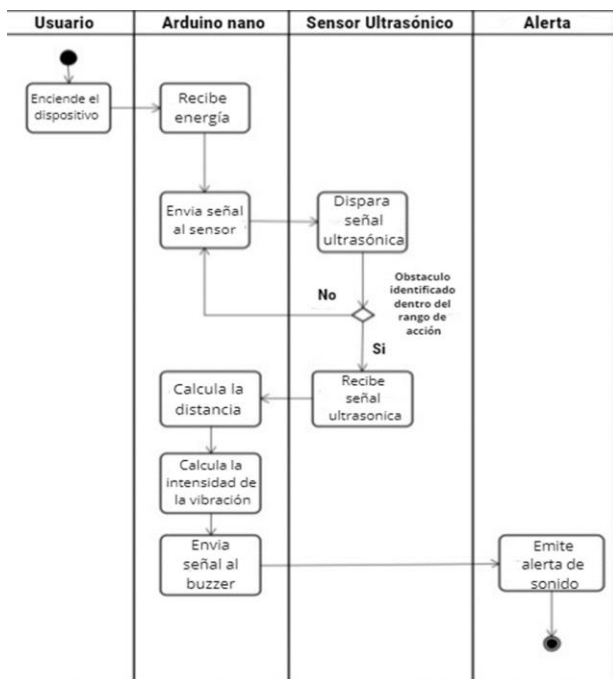 Usuario
Arduino nano
Sensor Ultrasónico
Alerta
Enciende el
dispositivo
Recibe
energía
Envia señal
al sensor
Dispara
señal
ultrasónica
Obstaculo
identificado
dentro del
rango de
acción
No
Si
Recibe
señal
ultrasonica
Calcula la
distancia
Calcula la
intensidad de
la vibración
Envia
señal al
buzzer
Emite
alerta de
sonido